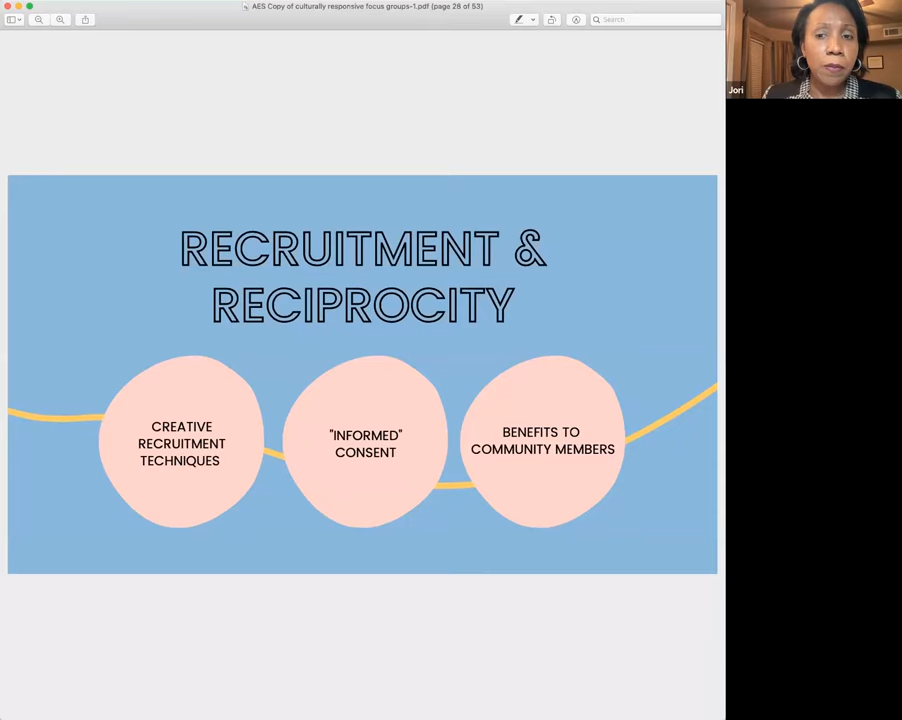 AES Copy of culturally responsive focus groups-1.pdf (page 28 of 53)
Search
Jori
RECRUITMENT &
RECIPROCITY
CREATIVE
RECRUITMENT
TECHNIQUES
"INFORMED"
CONSENT
BENEFITS TO
COMMUNITY MEMBERS